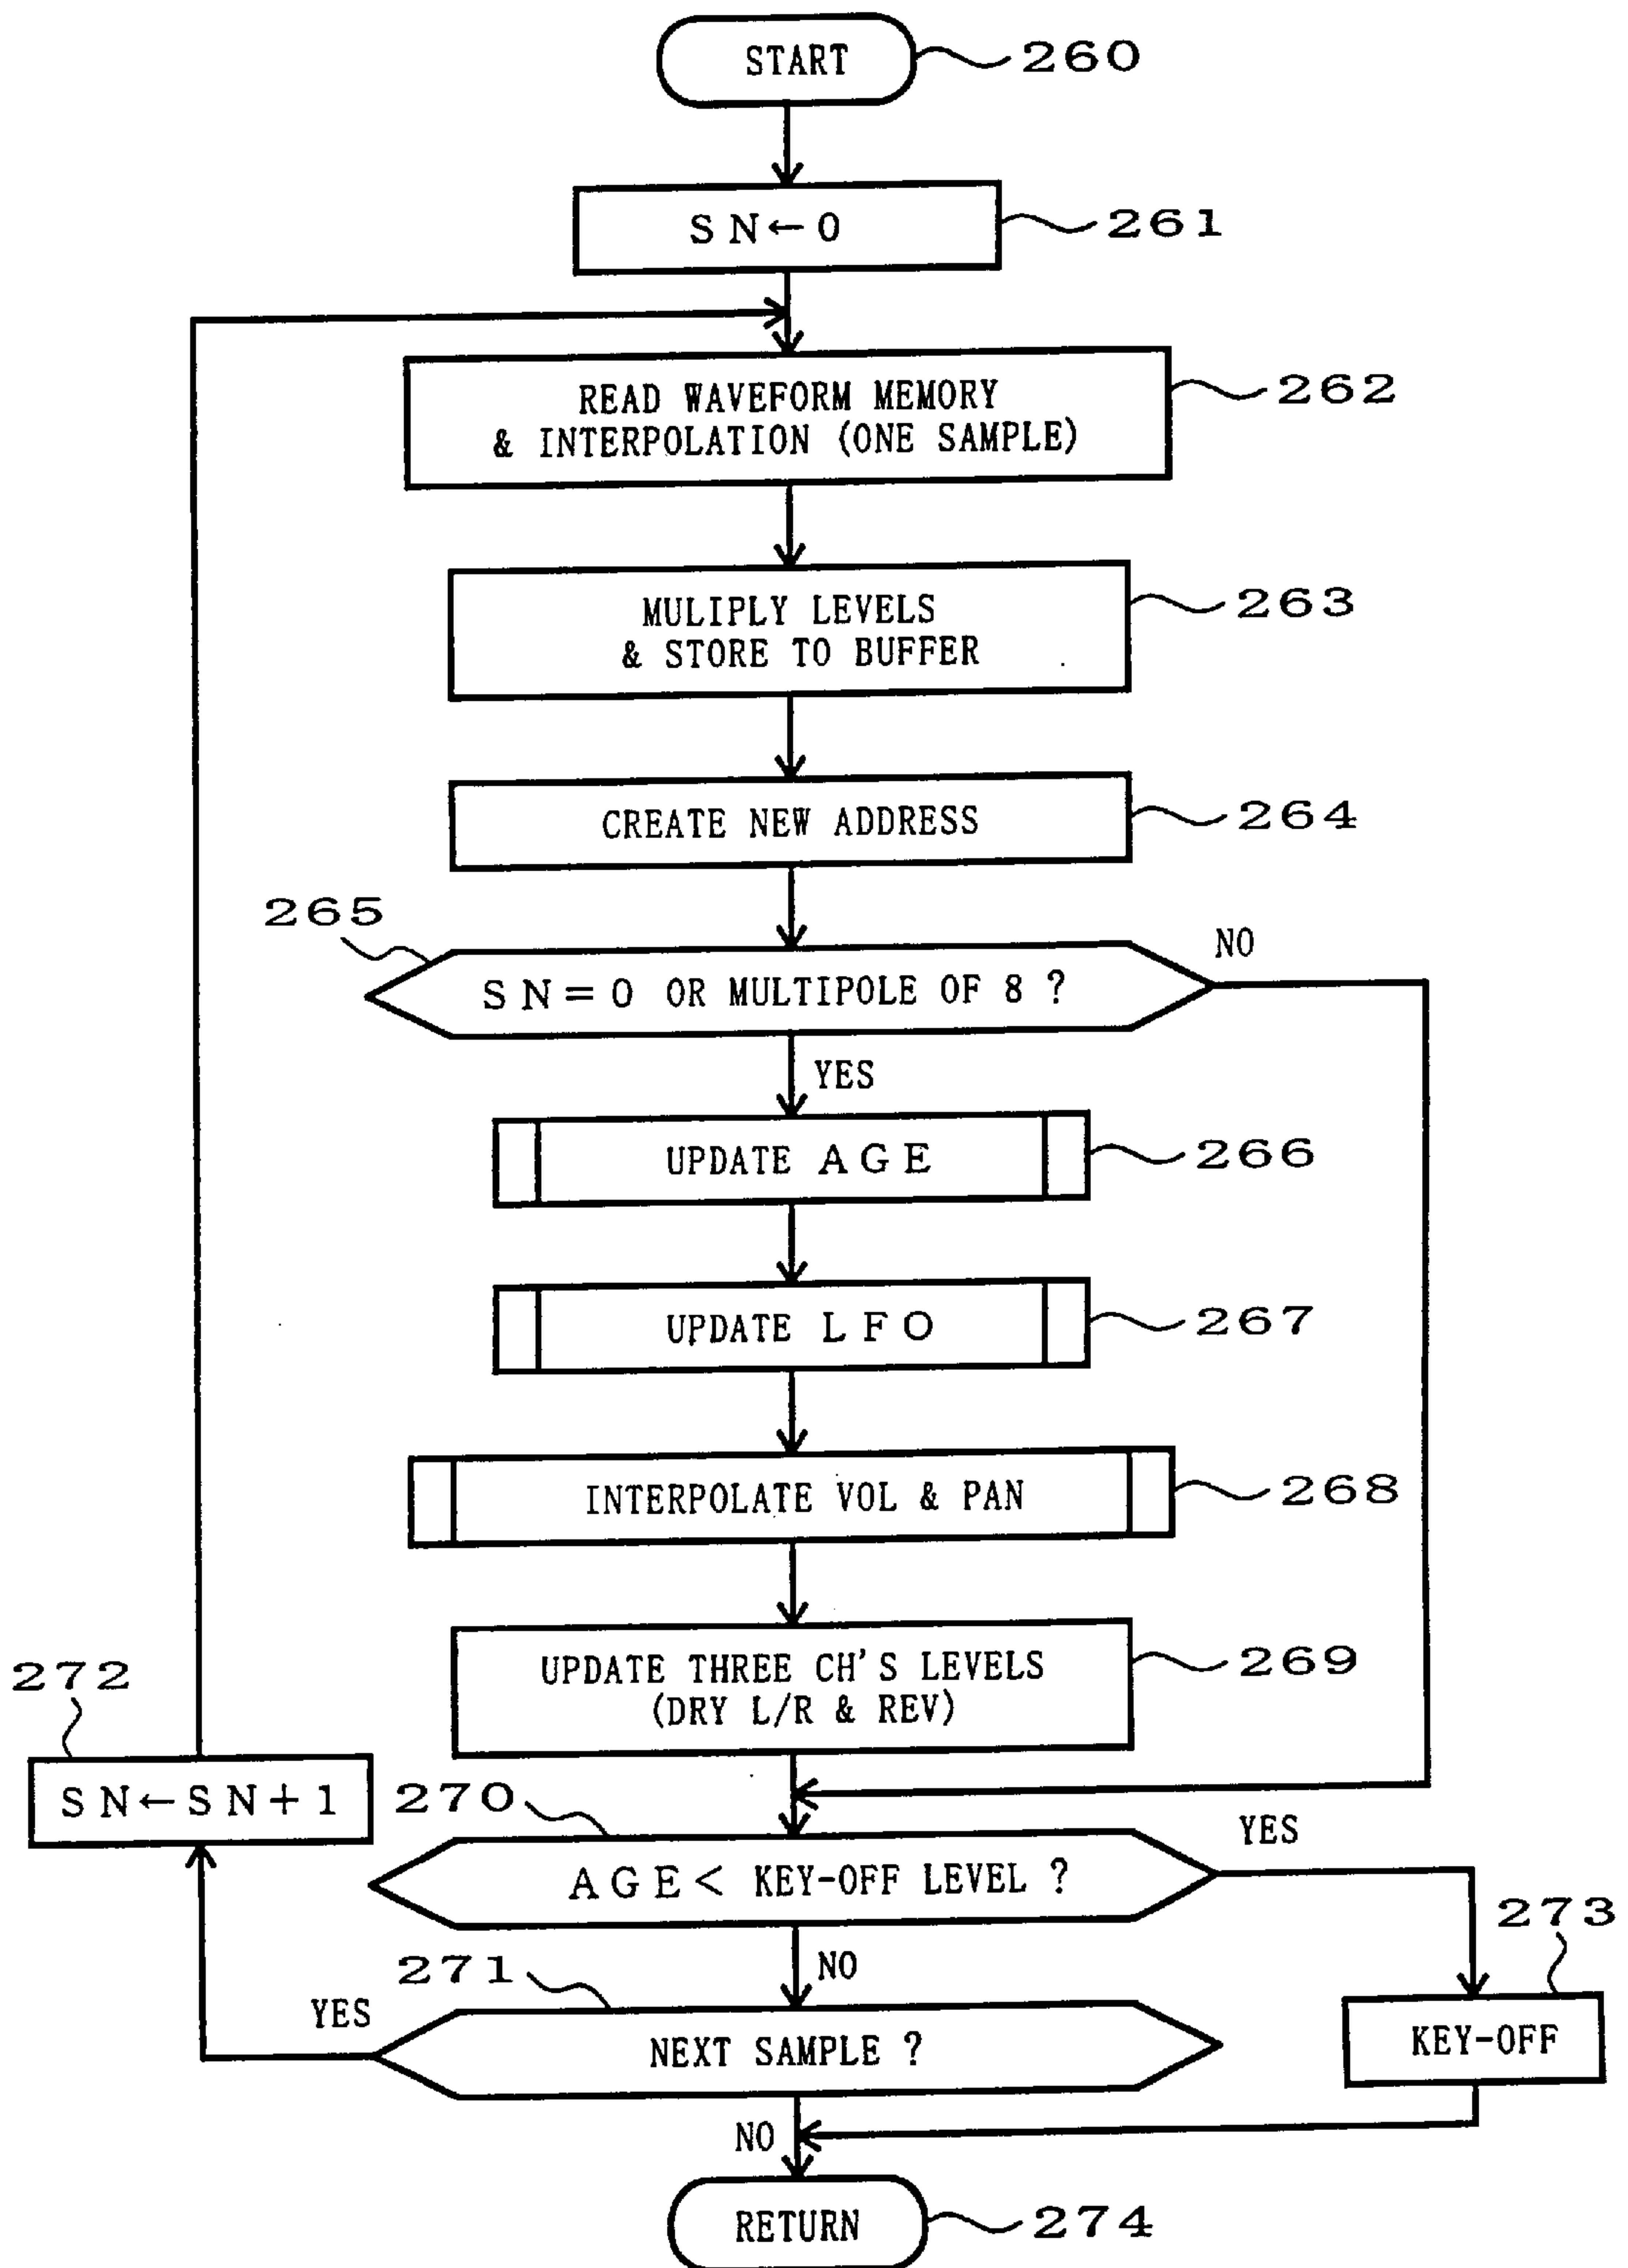 START
260
SN←0
261
READ WAVEFORM MEMORY
& INTERPOLATION (ONE SAMPLE)
262
MULIPLY LEVELS
& STORE TO BUFFER
263
CREATE NEW ADDRESS
264
265
SN=0 OR MULTIPOLE OF 8 ?
NO
YES
UPDATE AGE
266
UPDATE LFO
267
INTERPOLATE VOL & PAN
268
UPDATE THREE CH'S LEVELS
(DRY L/R & REV)
269
272
SN←SN+1
270
AGE< KEY-OFF LEVEL ?
YES
NO
273
KEY-OFF
271
YES
NEXT SAMPLE ?
NO
RETURN
274